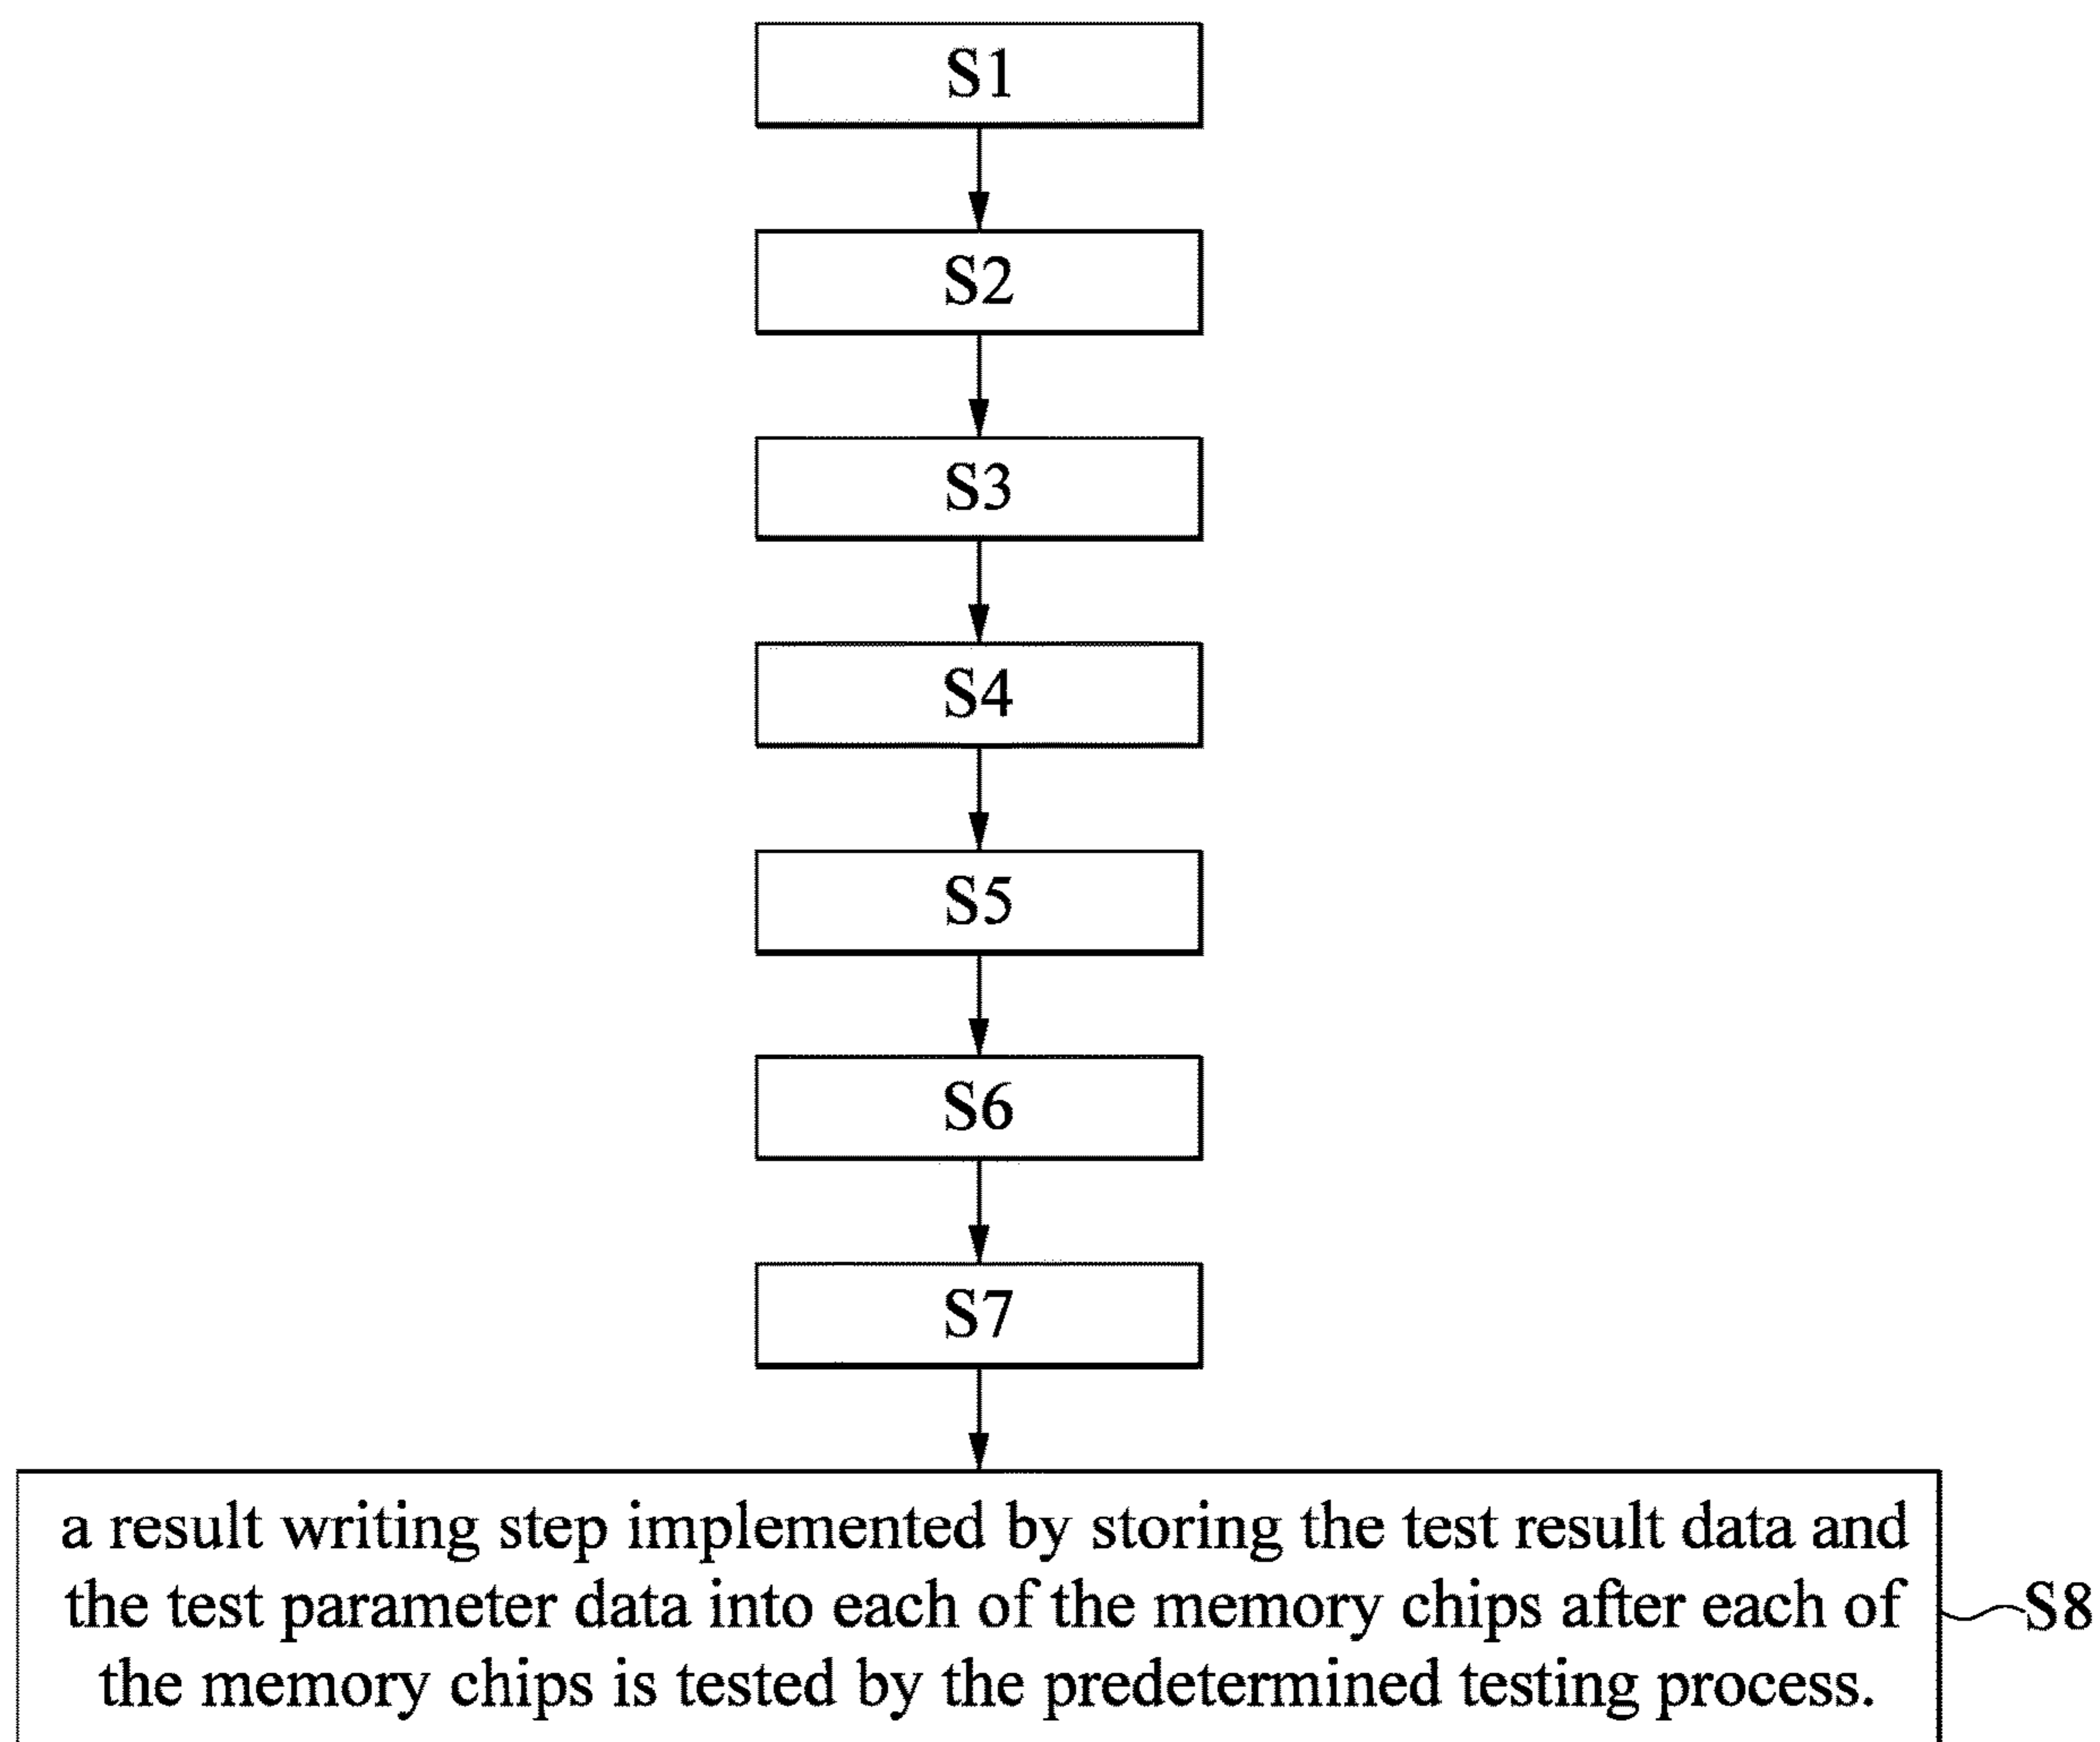 S1
S2
S3
S4
S5
S6
S7
a result writing step implemented by storing the test result data and
the test parameter data into each of the memory chips after each of
the memory chips is tested by the predetermined testing process.
S8